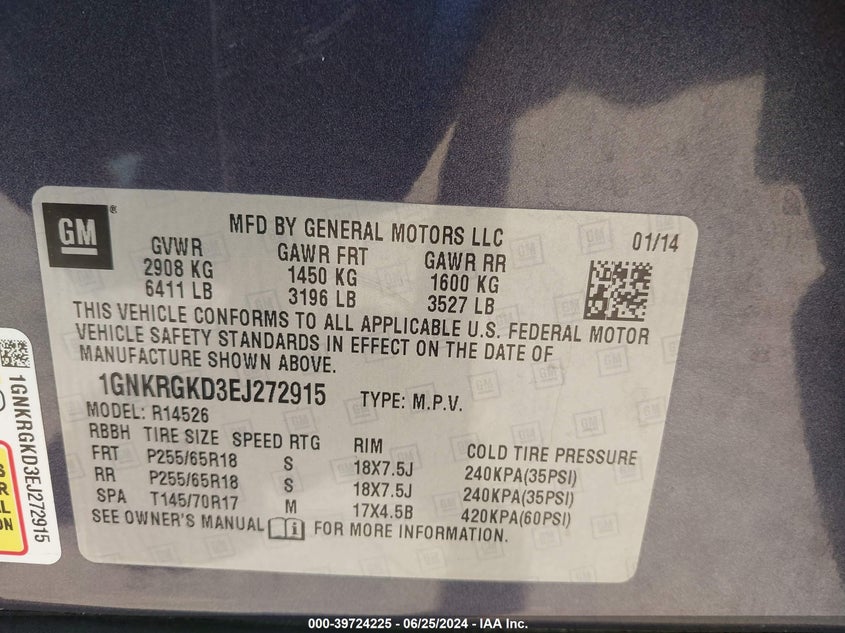 GM®
MFD BY GENERAL MOTORS LLC 01/14
GVWR GAWR FRT GAWR RR
2908 KG 1450 KG 1600 KG
6411 LB 3196 LB 3527 LB
THIS VEHICLE CONFORMS TO ALL APPLICABLE U.S. FEDERAL MOTOR
VEHICLE SAFETY STANDARDS IN EFFECT ON THE DATE OF
MANUFACTURE SHOWN ABOVE.
1GNKRGKD3EJ272915 TYPE: M.P.V.
MODEL: R14526
RBBH TIRE SIZE SPEED RTG RIM COLD TIRE PRESSURE
FRT P255/65R18 S 18X7.5J 240KPA(35PSI)
RR P255/65R18 S 18X7.5J 240KPA(35PSI)
SPA T145/70R17 M 17X4.5B 420KPA(60PSI)
SEE OWNER'S MANUAL i FOR MORE INFORMATION.
1GNKRGKD3EJ272915
000-39724225 - 06/25/2024 - IAA Inc.